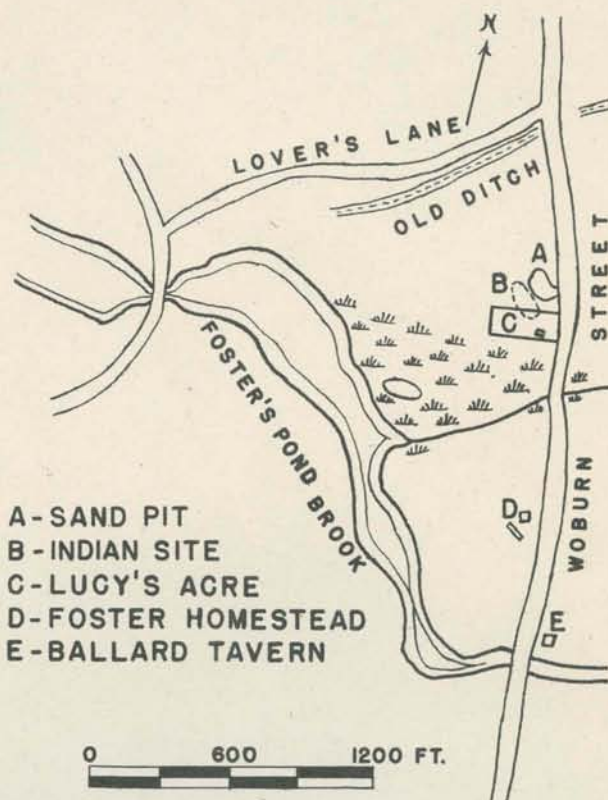 N
LOVER'S LANE
OLD DITCH
A
B
C
STREET
FOSTER'S POND BROOK
WOBURN
D
E
A-SAND PIT
B-INDIAN SITE
C-LUCY'S ACRE
D-FOSTER HOMESTEAD
E-BALLARD TAVERN
0 600 1200 FT.